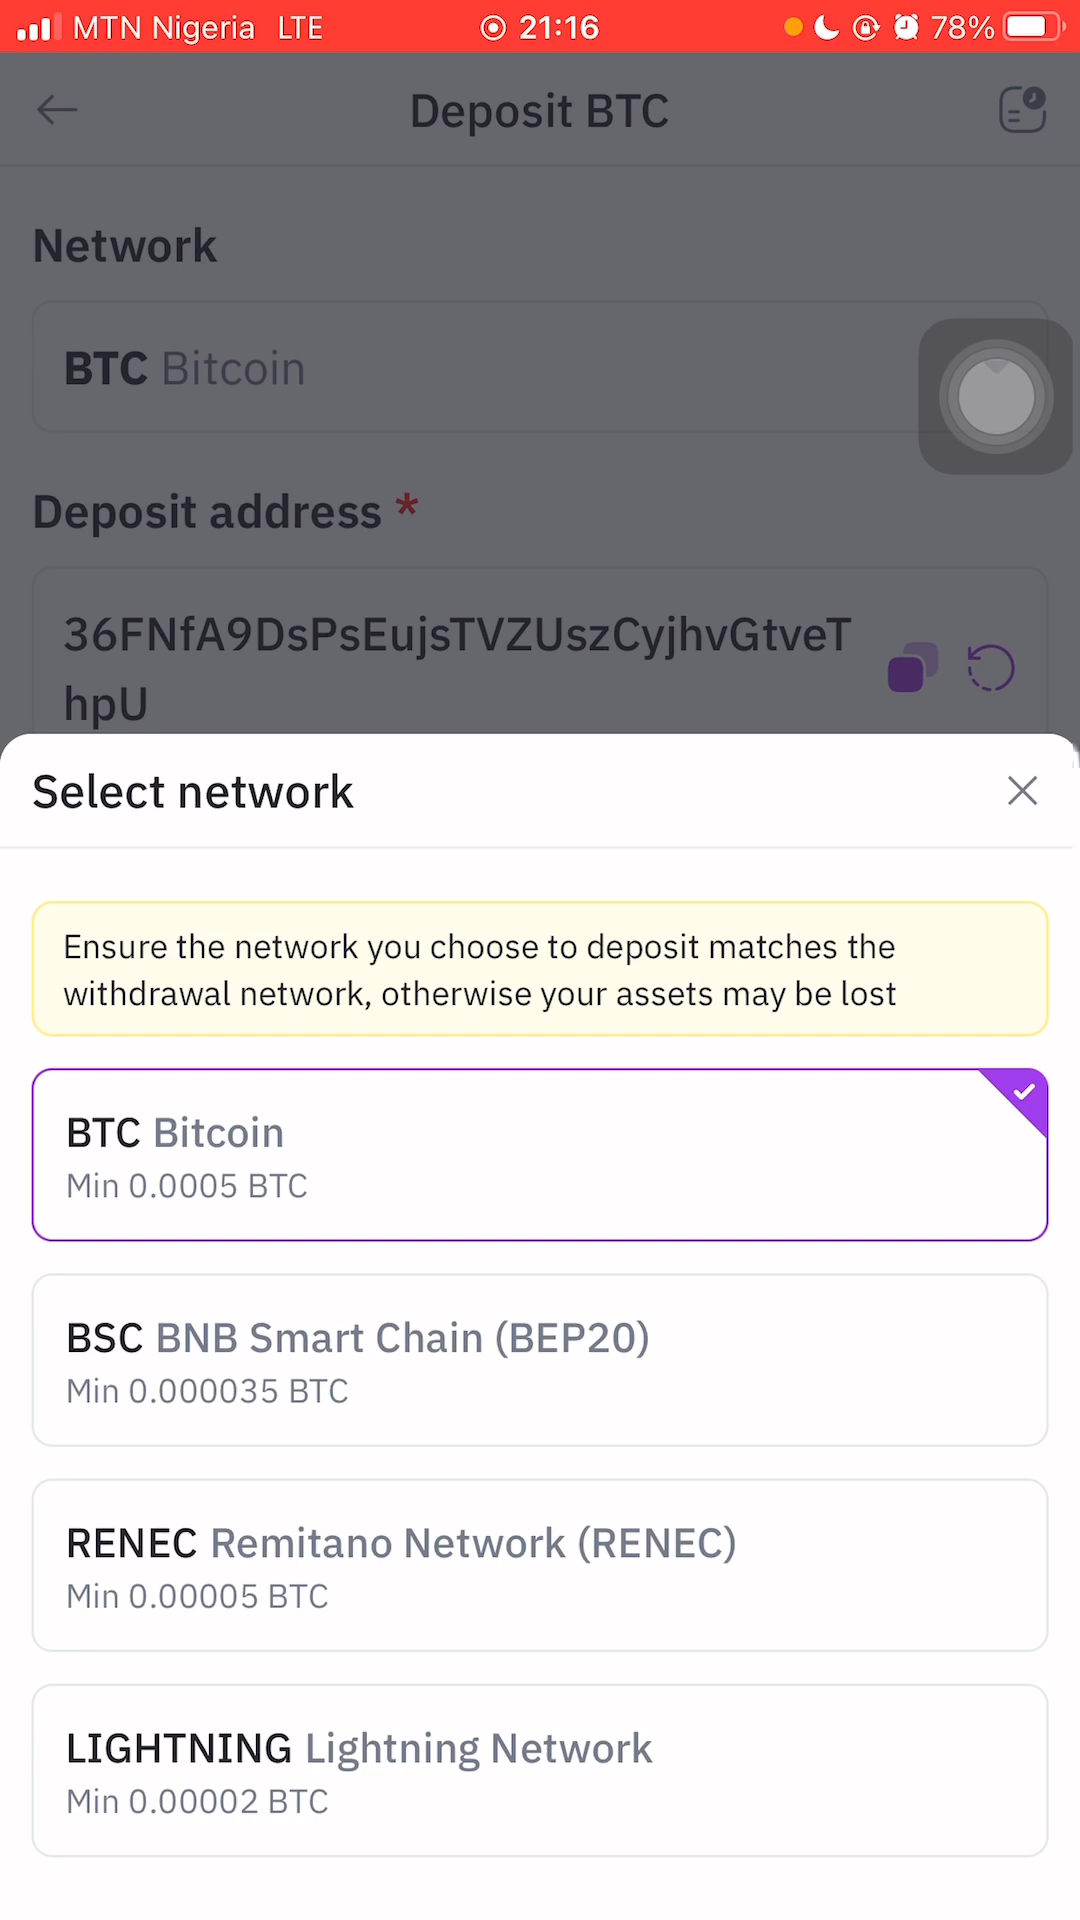 MTN Nigeria LTE 21:16 78%
Deposit BTC
Network
BTC Bitcoin
Deposit address *
36FNfA9DsPsEujsTVZUszCyjhvGtveT
hpU
Select network
Ensure the network you choose to deposit matches the
withdrawal network, otherwise your assets may be lost
BTC Bitcoin
Min 0.0005 BTC
BSC BNB Smart Chain (BEP20)
Min 0.000035 BTC
RENEC Remitano Network (RENEC)
Min 0.00005 BTC
LIGHTNING Lightning Network
Min 0.00002 BTC